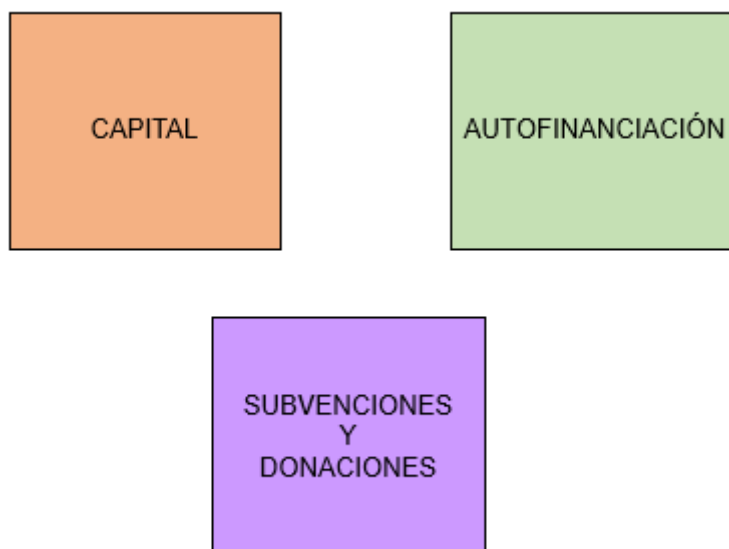 CAPITAL
AUTOFINANCIACIÓN
SUBVENCIONES
Y
DONACIONES